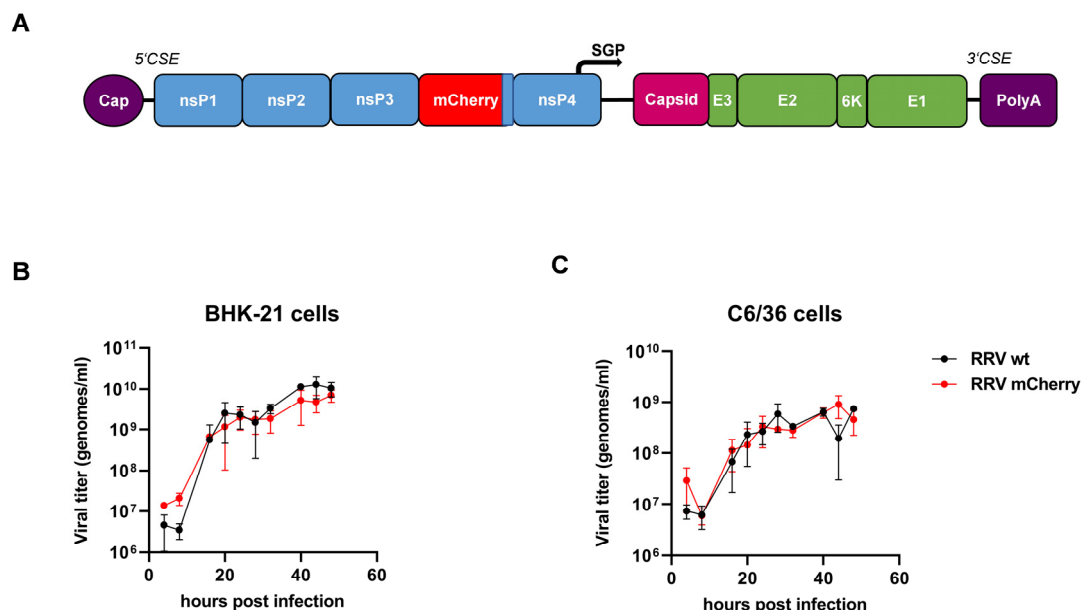 A
5'CSE
SGP
3'CSE
Cap
nsP1
nsP2
nsP3
mCherry
nsP4
Capsid
E3
E2
6K
E1
PolyA
B
C
BHK-21 cells
C6/36 cells
Viral titer (genomes/ml)
10¹¹
10¹⁰
10⁹
10⁸
10⁷
10⁶
0
20
40
60
hours post infection
Viral titer (genomes/ml)
10¹⁰
10⁹
10⁸
10⁷
10⁶
0
20
40
60
hours post infection
RRV wt
RRV mCherry